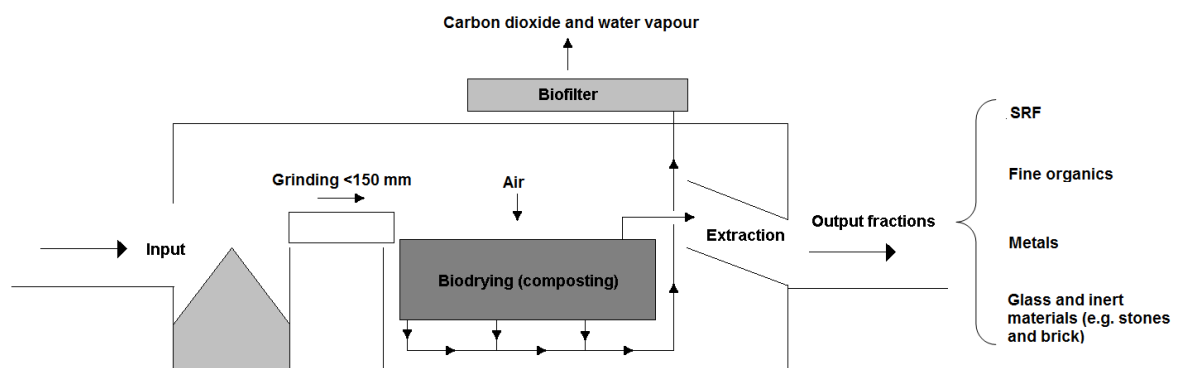 Carbon dioxide and water vapour
Biofilter
Grinding <150 mm
Air
Input
Biodrying (composting)
Extraction
Output fractions
SRF
Fine organics
Metals
Glass and inert
materials (e.g. stones
and brick)